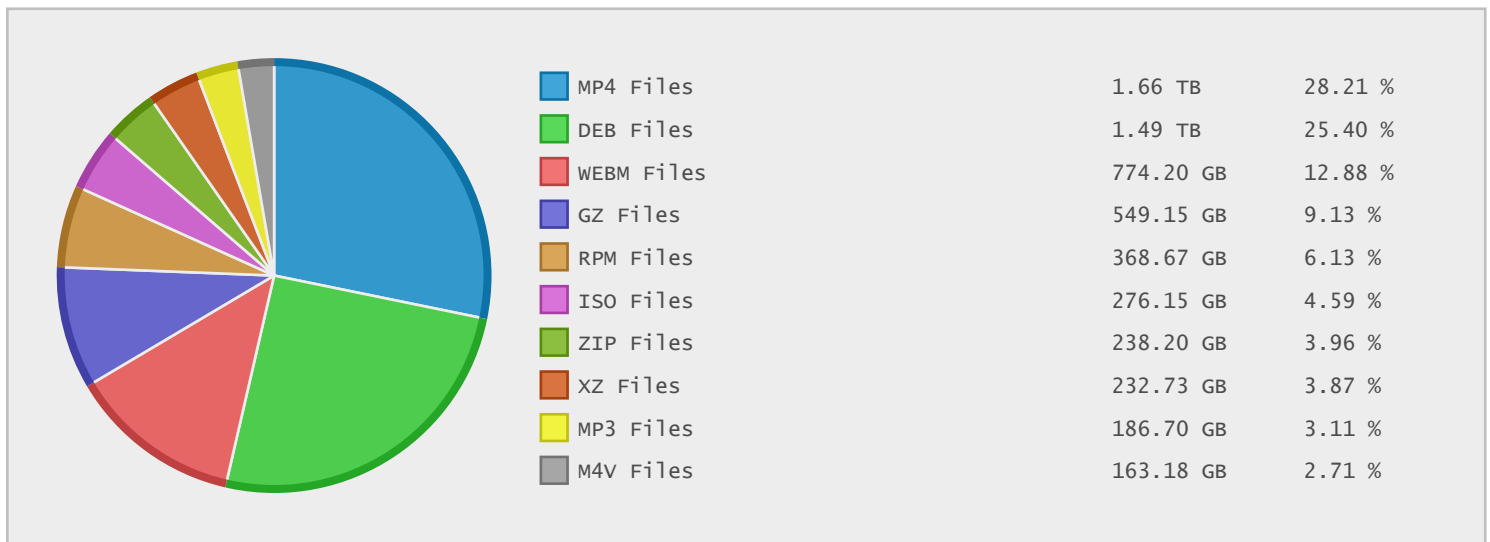 MP4 Files 1.66 TB 28.21 %
DEB Files 1.49 TB 25.40 %
WEBM Files 774.20 GB 12.88 %
GZ Files 549.15 GB 9.13 %
RPM Files 368.67 GB 6.13 %
ISO Files 276.15 GB 4.59 %
ZIP Files 238.20 GB 3.96 %
XZ Files 232.73 GB 3.87 %
MP3 Files 186.70 GB 3.11 %
M4V Files 163.18 GB 2.71 %